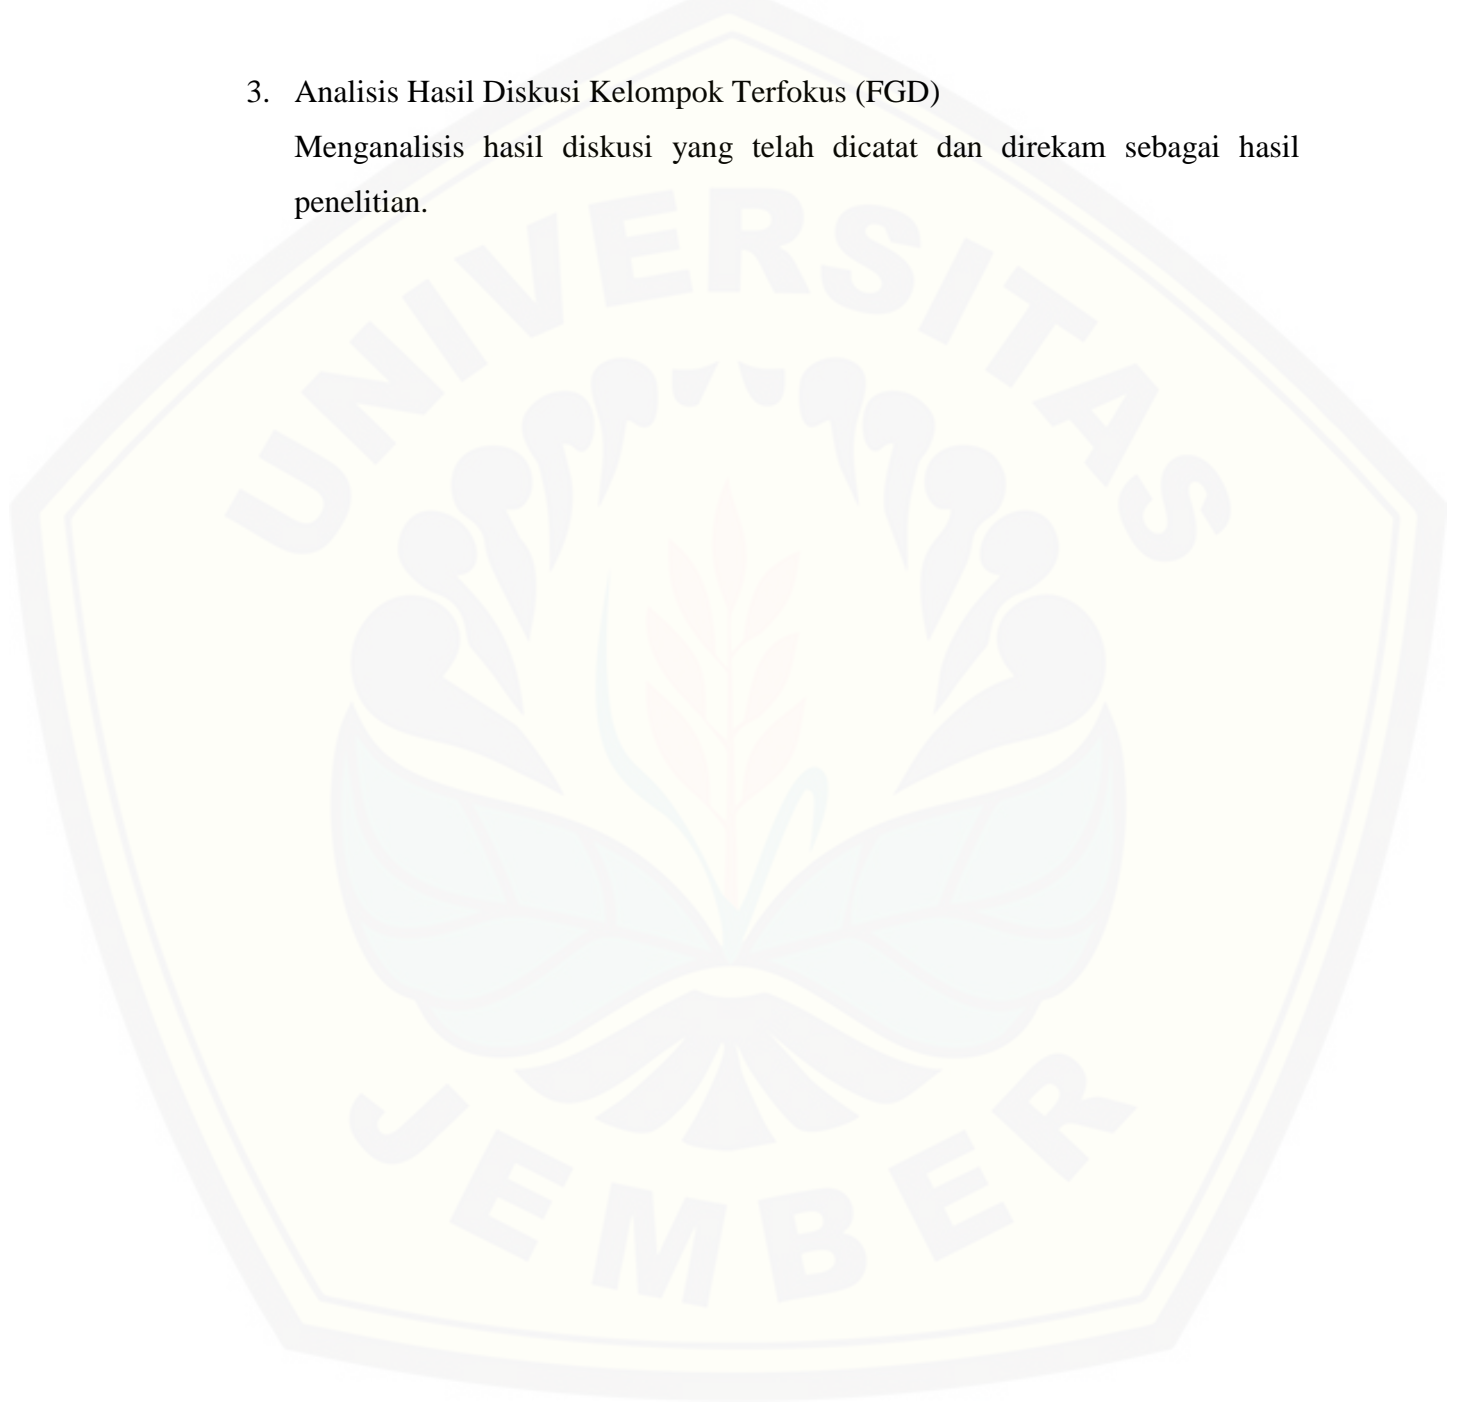 3. Analisis Hasil Diskusi Kelompok Terfokus (FGD)
Menganalisis hasil diskusi yang telah dicatat dan direkam sebagai hasil
penelitian.
UNIVERSITAS
JEMBER